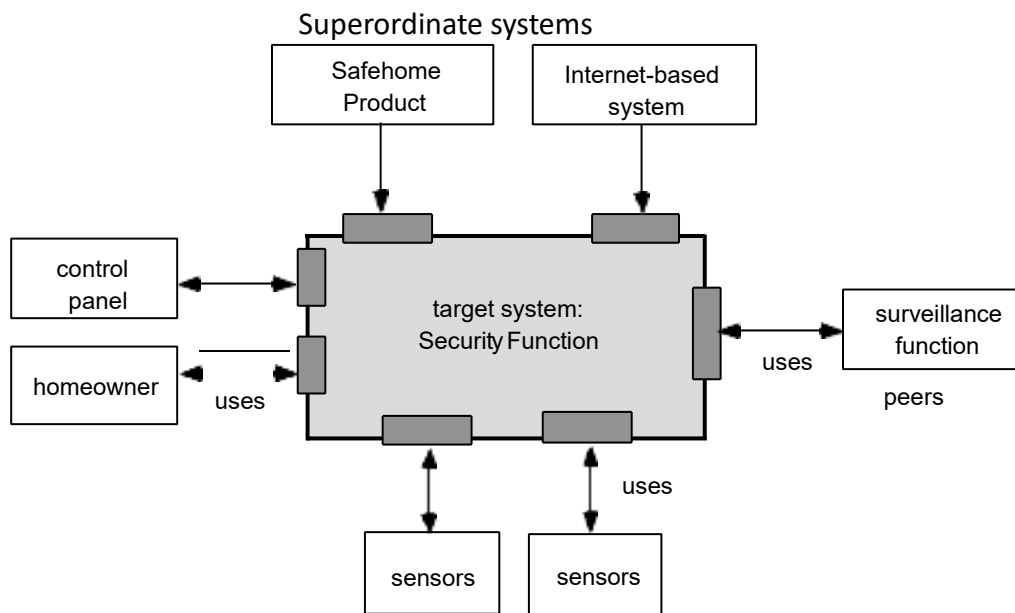 Superordinate systems
Safehome
Product
Internet-based
system
control
panel
target system:
Security Function
surveillance
function
homeowner
uses
uses
peers
uses
sensors
sensors